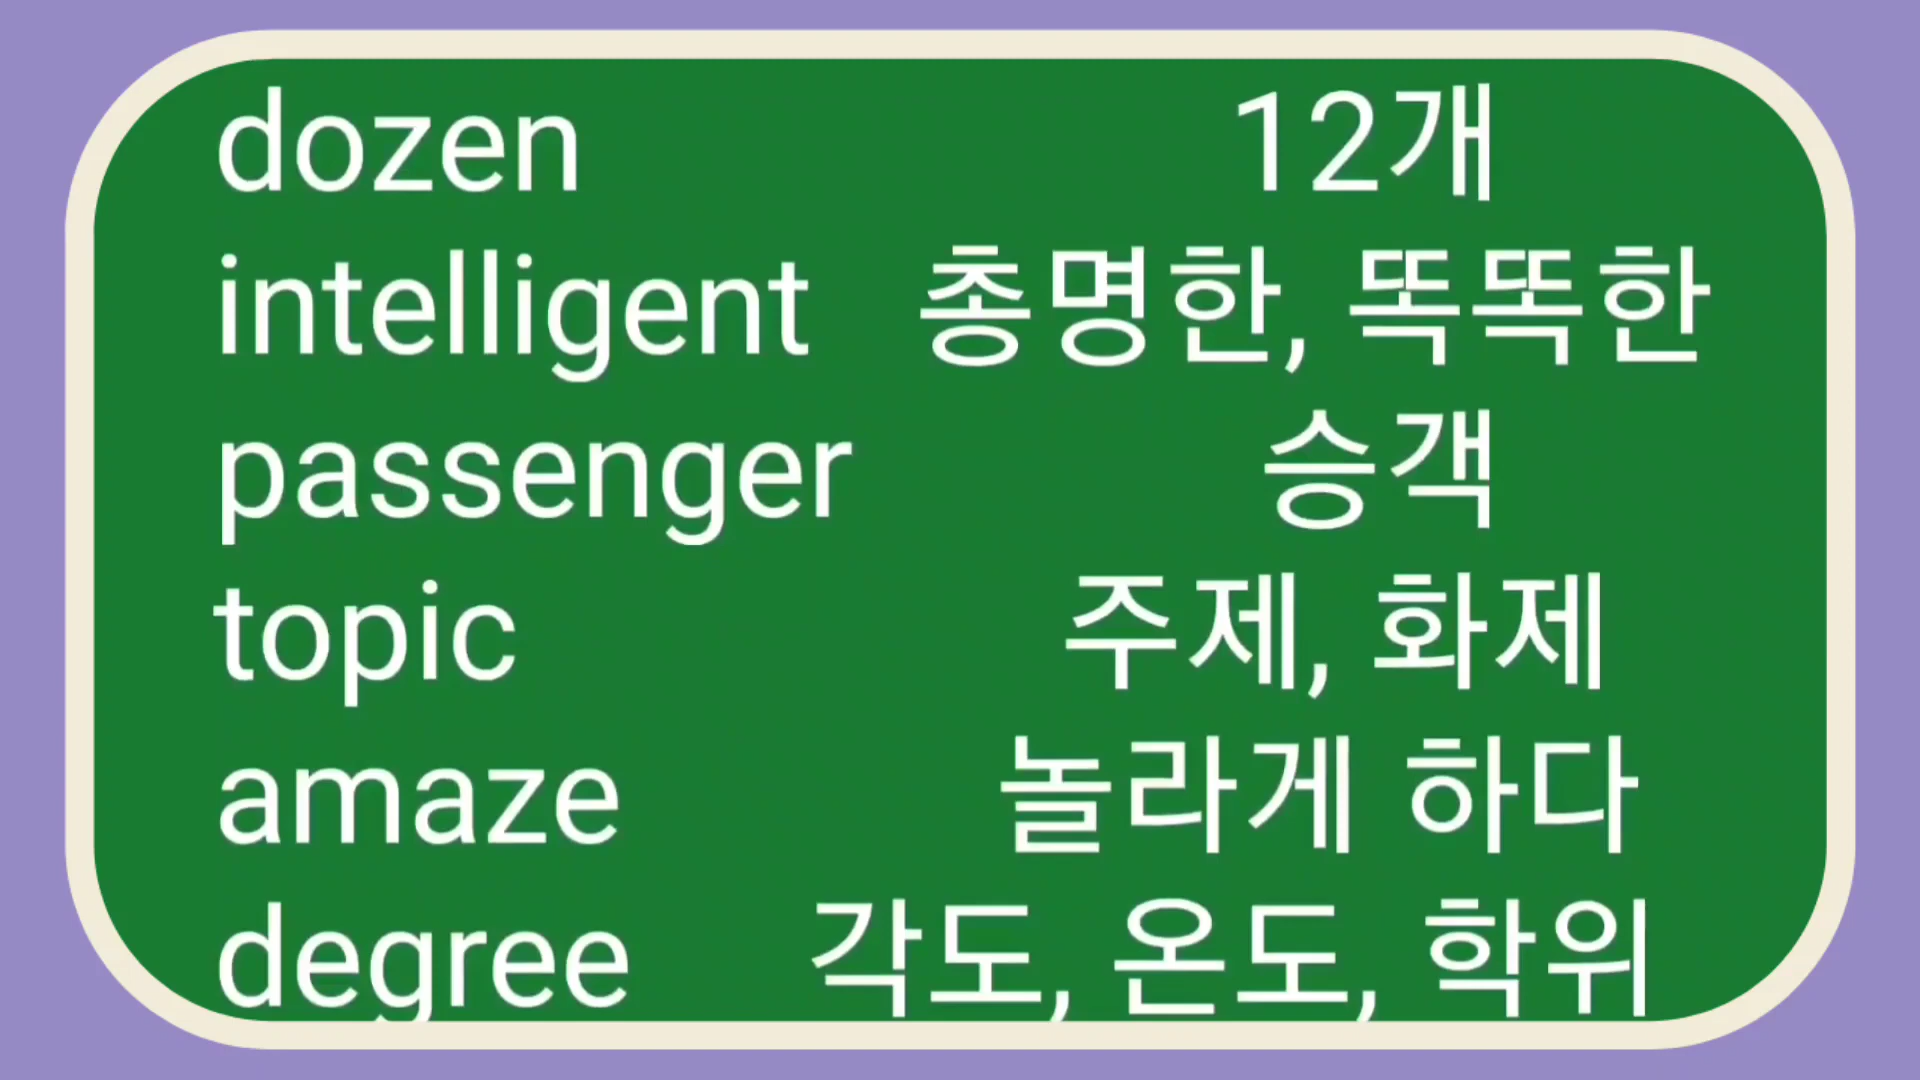 dozen 12개
intelligent 총명한, 똑똑한
passenger 승객
topic 주제, 화제
amaze 놀라게 하다
degree 각도, 온도, 학위